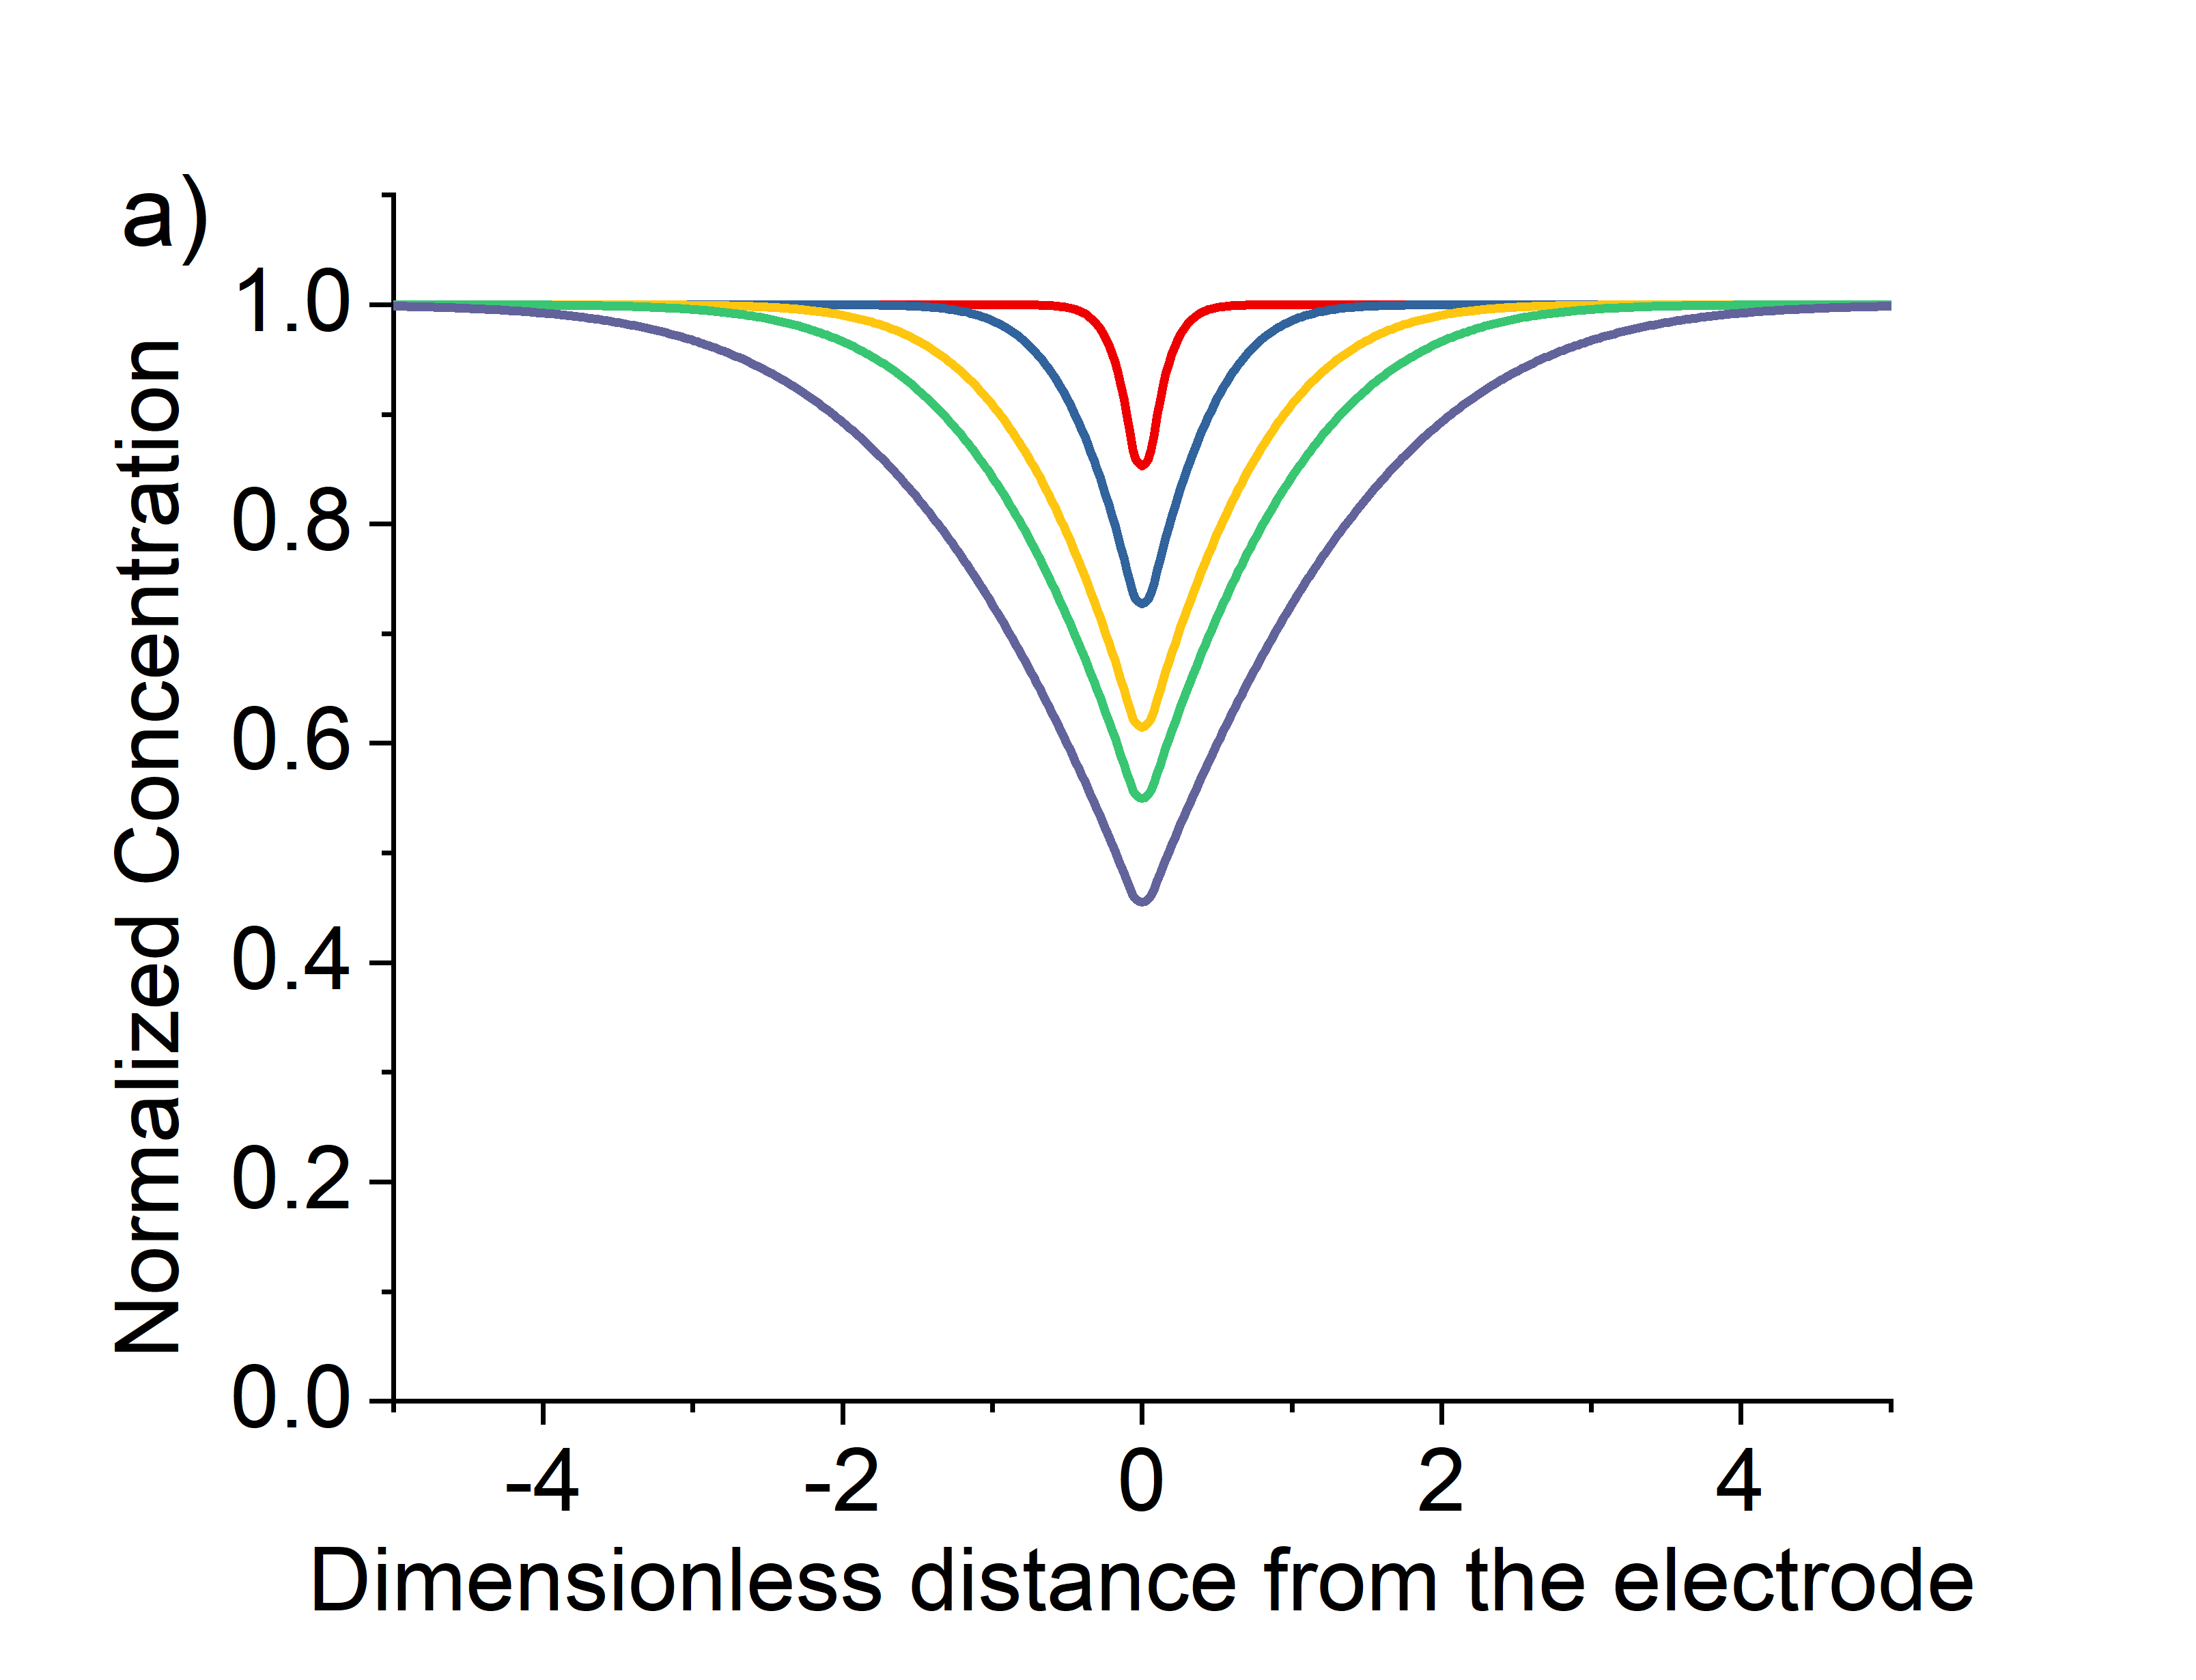 a)
Normalized Concentration
1.0
0.8
0.6
0.4
0.2
0.0
-4 -2 0 2 4
Dimensionless distance from the electrode